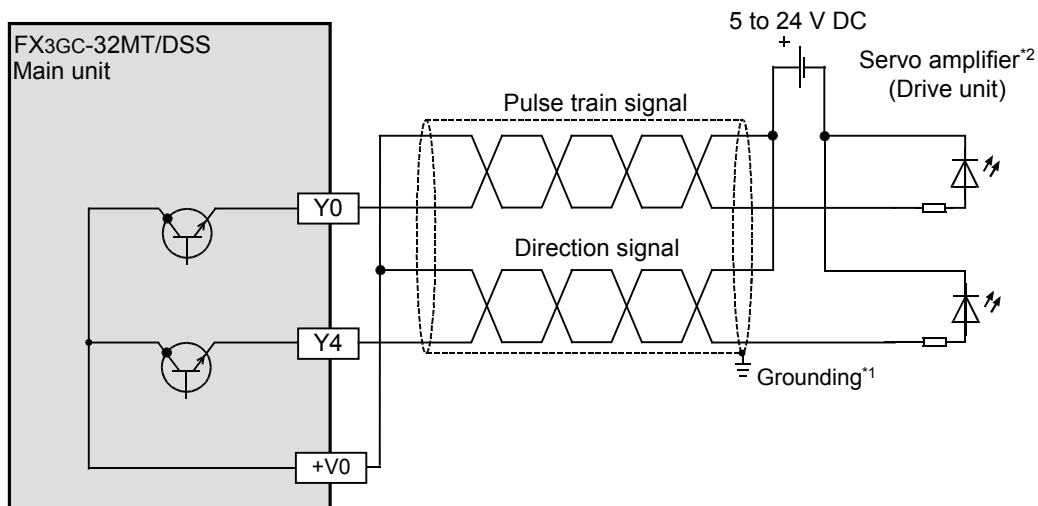 FX3GC-32MT/DSS
Main unit
5 to 24 V DC
+
Servo amplifier*2
(Drive unit)
Pulse train signal
Y0
Direction signal
Y4
Grounding*1
+V0